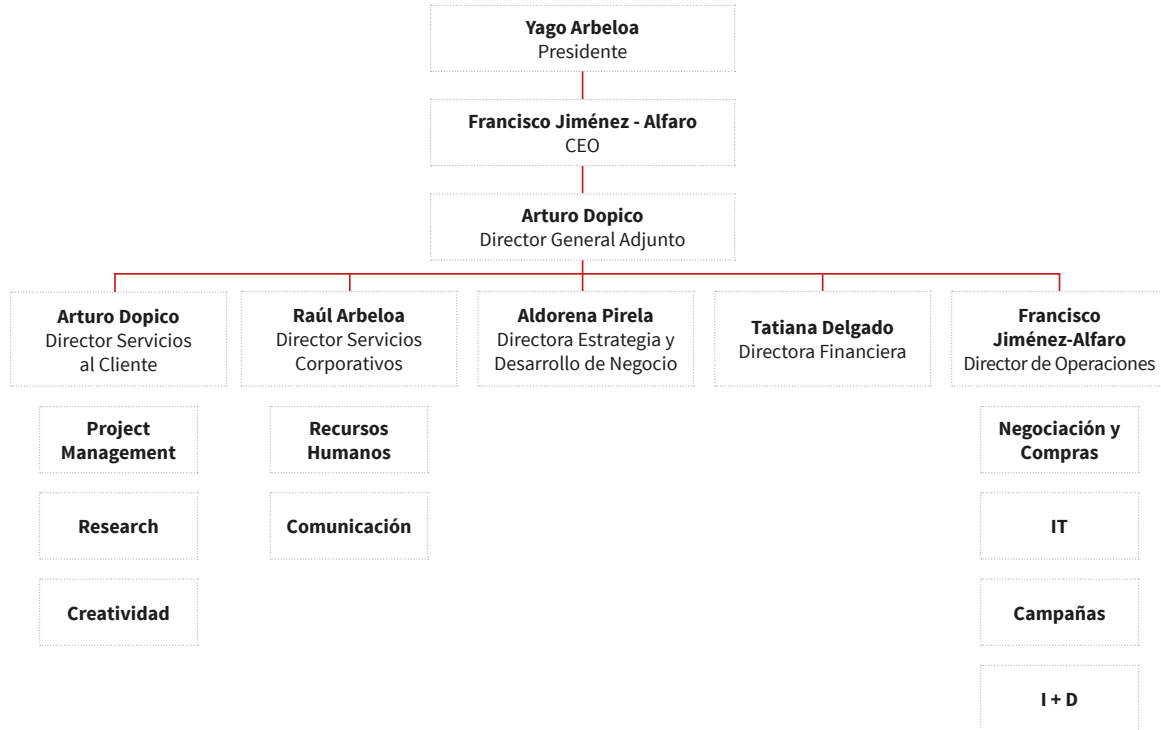 Yago Arbeloa
Presidente
Francisco Jiménez - Alfaro
CEO
Arturo Dopico
Director General Adjunto
Arturo Dopico
Director Servicios
al Cliente
Raúl Arbeloa
Director Servicios
Corporativos
Aldorena Pirela
Directora Estrategia y
Desarrollo de Negocio
Tatiana Delgado
Directora Financiera
Francisco
Jiménez-Alfaro
Director de Operaciones
Project
Management
Research
Creatividad
Recursos
Humanos
Comunicación
Negociación y
Compras
IT
Campañas
I + D